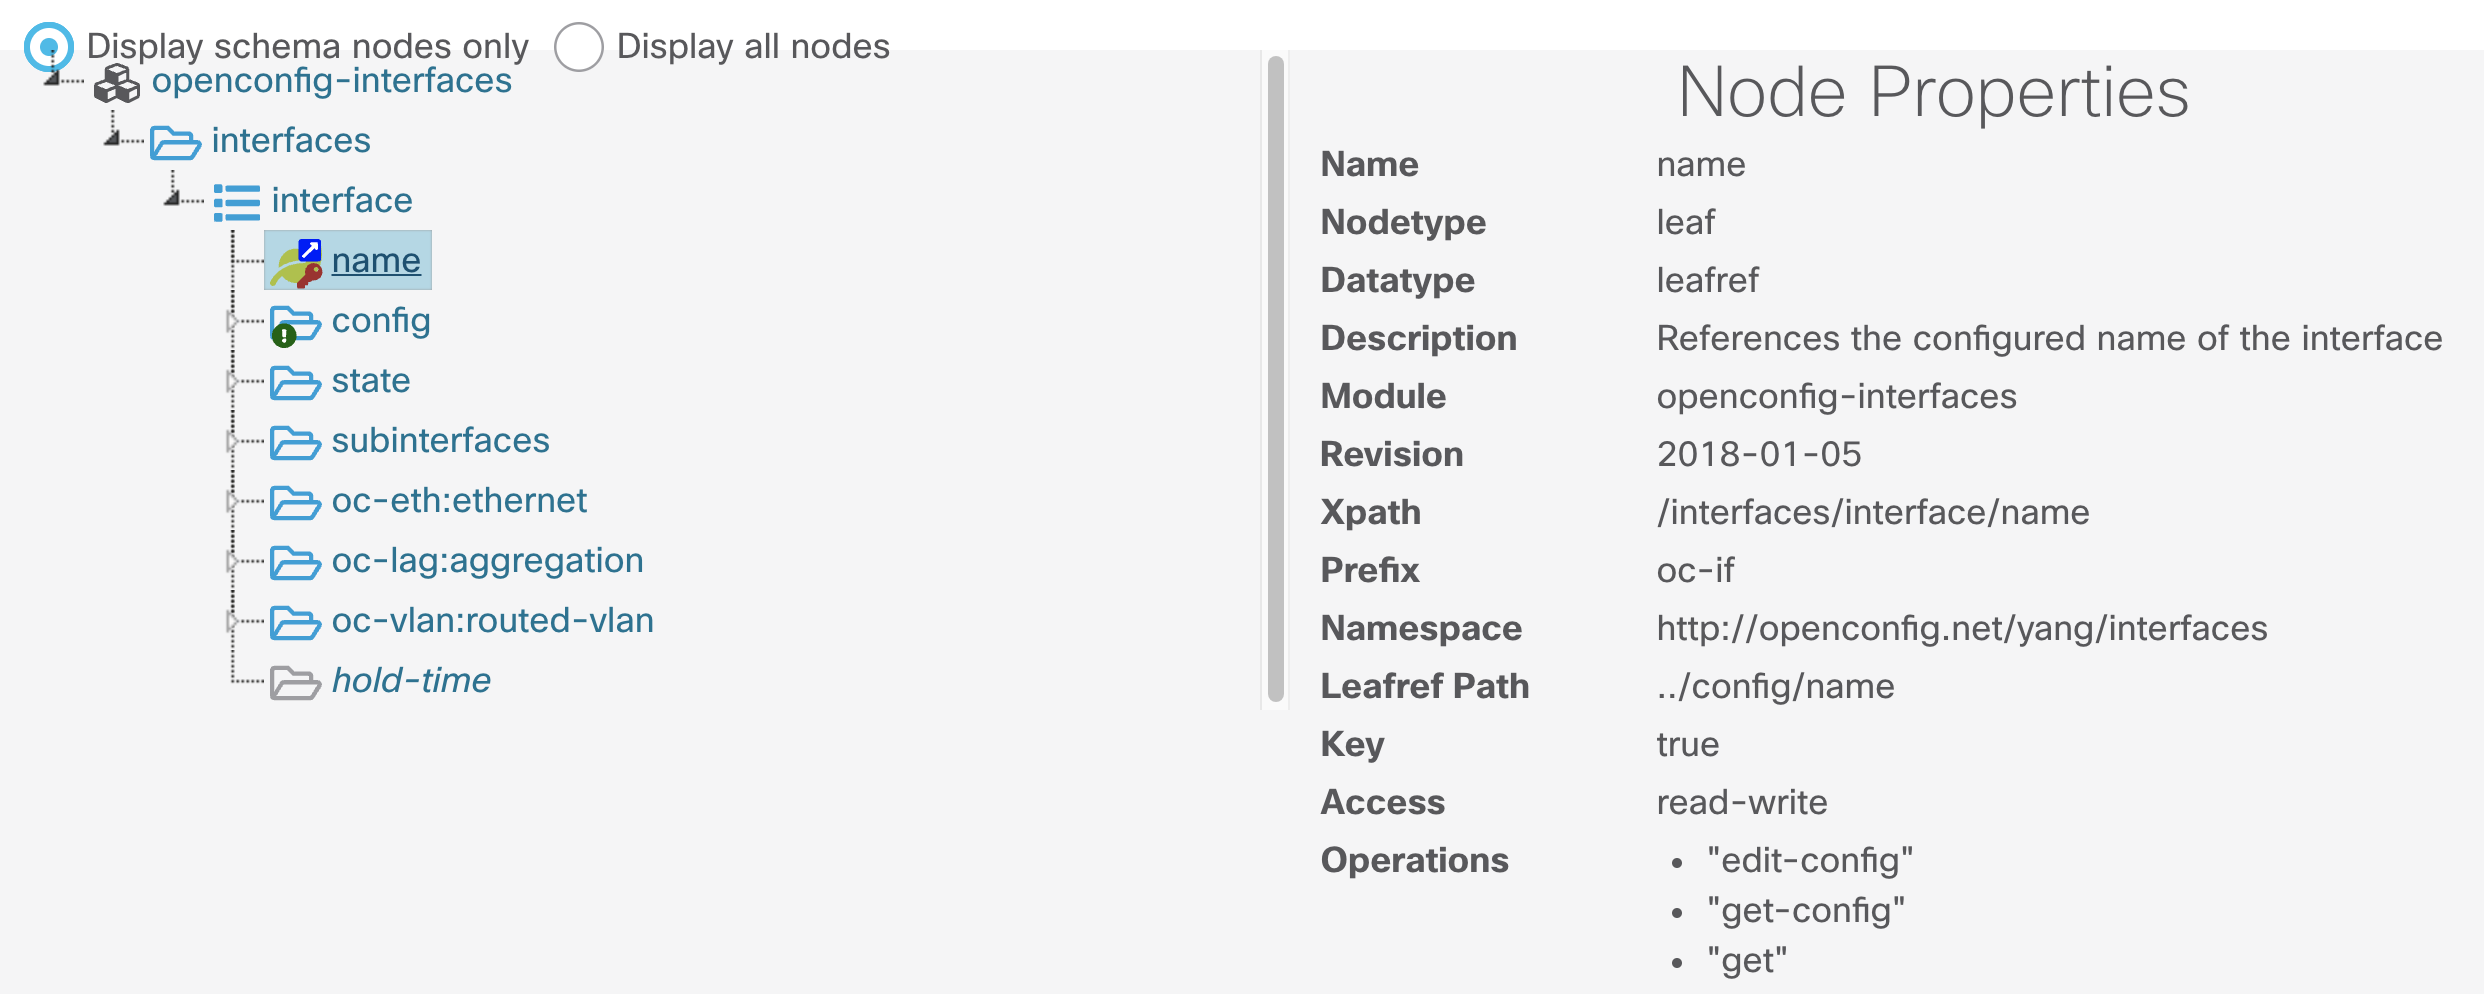 Display schema nodes only Display all nodes
openconfig-interfaces
interfaces
interface
name
config
state
subinterfaces
oc-eth:ethernet
oc-lag:aggregation
oc-vlan:routed-vlan
hold-time
Node Properties
Name name
Nodetype leaf
Datatype leafref
Description References the configured name of the interface
Module openconfig-interfaces
Revision 2018-01-05
Xpath /interfaces/interface/name
Prefix oc-if
Namespace http://openconfig.net/yang/interfaces
Leafref Path ../config/name
Key true
Access read-write
Operations • "edit-config"
• "get-config"
• "get"